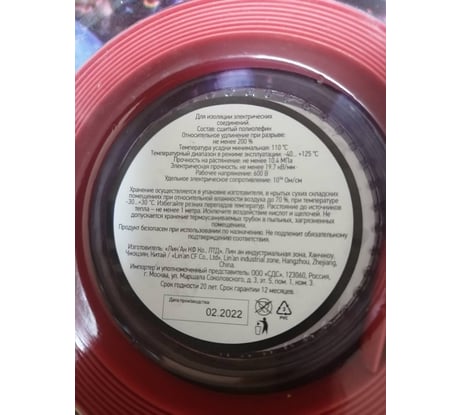 Для изоляции электрических
соединений.
Состав: сшитый полиолефин
Относительное удлинение при разрыве:
не менее 200 %
Температура усадки минимальная: 110 °C
Температурный диапазон в режиме эксплуатации: -40... +125 °C
Прочность на растяжение: не менее 10.4 МПа
Электрическая прочность: не менее 19.7 кВ/мм
Рабочее напряжение: 600 В
Удельное электрическое сопротивление: 10¹⁴ Ом/см
Хранение осуществляется в упаковке изготовителя, в крытых сухих складских
помещениях при относительной влажности воздуха до 70 %, при температуре
-30...+30 °C. Избегайте резких перепадов температур. Расстояние до источников
тепла – не менее 1 метра. Исключить воздействие кислот и щелочей. Не
допускается хранение термоусаживаемых трубок в пыльных, загрязненных
помещениях.
Продукт безопасен при использовании по назначению. Не подлежит обязательному
подтверждению соответствия.
Изготовитель: «Лин'Ан КФ Ко., ЛТД». Лин ан индустриальная зона, Ханчжоу,
Чжэцзян, Китай / «Lin'an CF Co., Ltd», Lin'an industrial zone, Hangzhou, Zhejiang,
China.
Импортер и уполномоченный представитель: ООО «СДС», 123060, Россия,
г. Москва, ул. Маршала Соколовского, д. 3, эт. 5, пом. 1, ком. 3.
Срок годности 20 лет. Срок гарантии 12 месяцев.
Дата производства:
02.2022
3
PVC